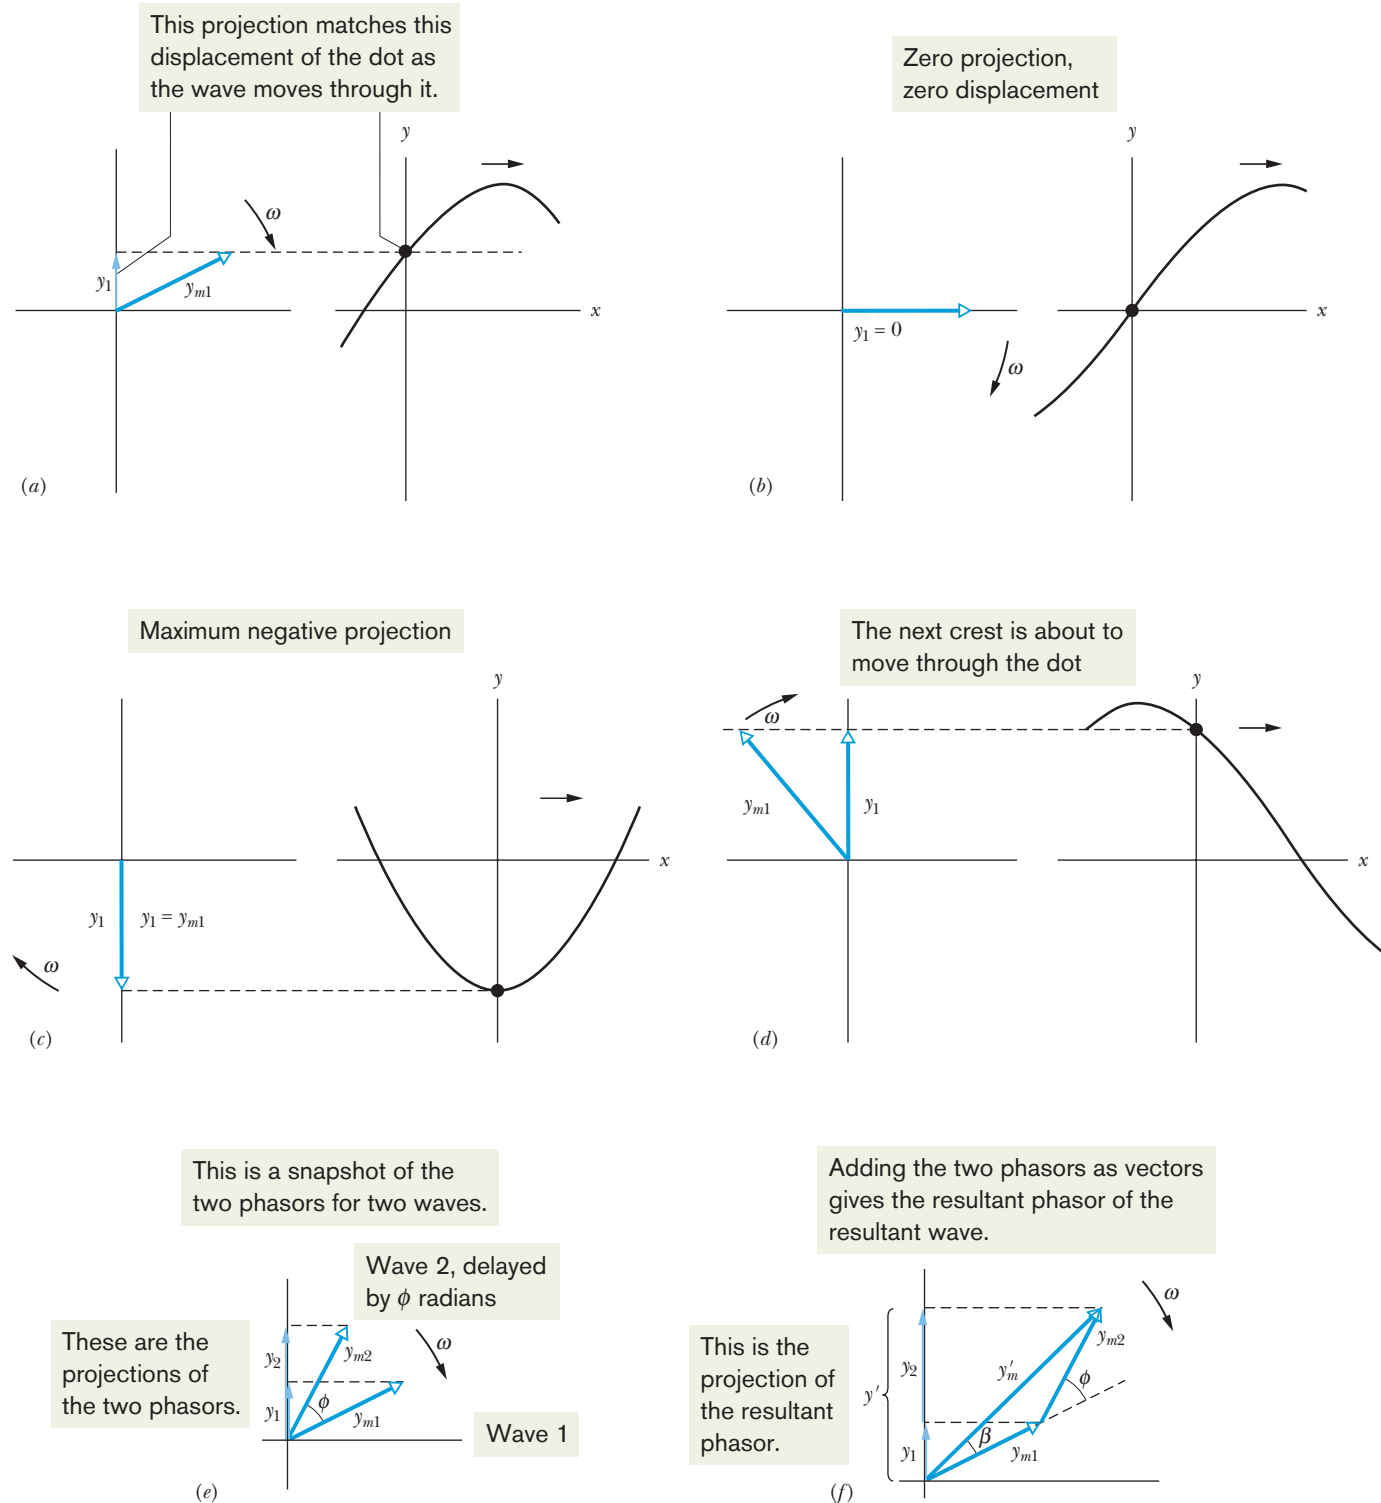 This projection matches this
displacement of the dot as
the wave moves through it.
y
ω
y1
ym1
x
(a)
Zero projection,
zero displacement
y
y1 = 0
ω
x
(b)
Maximum negative projection
y
x
y1
y1 = ym1
ω
(c)
The next crest is about to
move through the dot
y
ω
ym1
y1
x
(d)
This is a snapshot of the
two phasors for two waves.
Wave 2, delayed
by ϕ radians
These are the
projections of
the two phasors.
ω
y2
ym2
y1
ϕ
ym1
Wave 1
(e)
Adding the two phasors as vectors
gives the resultant phasor of the
resultant wave.
ω
This is the
projection of
the resultant
phasor.
y′
y2
y′m
ym2
ϕ
y1
β
ym1
(f)